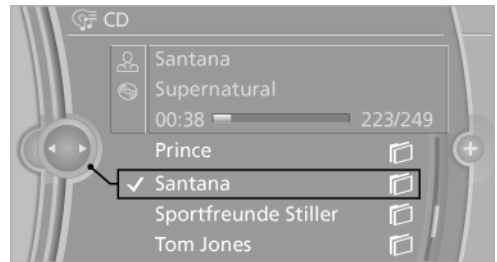 CD
Santana
Supernatural
00:38 223/249
Prince
Santana
Sportfreunde Stiller
Tom Jones